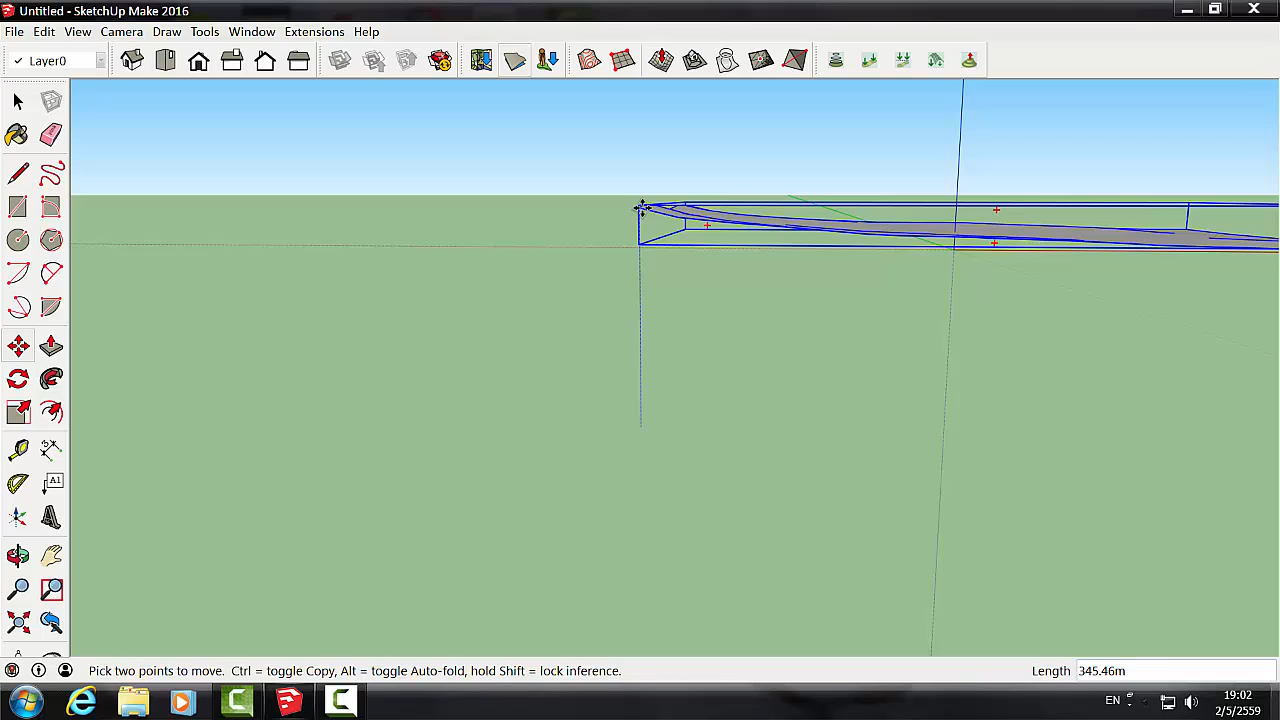 Untitled - SketchUp Make 2016
File Edit View Camera Draw Tools Window Extensions Help
Layer0
A1
Pick two points to move. Ctrl = toggle Copy, Alt = toggle Auto-fold, hold Shift = lock inference.
Length 345.46m
EN
19:02
2/5/2559